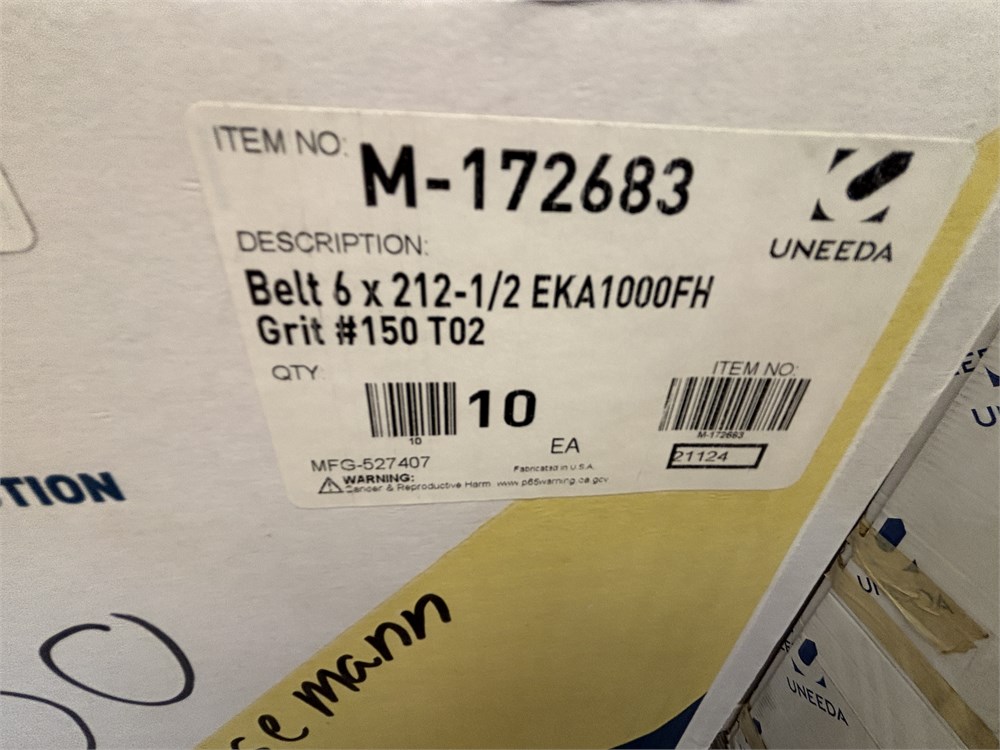 ITEM NO:
M-172683
UNEEDA
DESCRIPTION:
Belt 6 x 212-1/2 EKA1000FH
Grit #150 T02
QTY
10
10
EA
ITEM NO:
M-172683
21124
MFG-527407
Fabricated in U.S.A.
WARNING:
Cancer & Reproductive Harm www.p65warning.ca.gov
TION
mann
UNEEDA